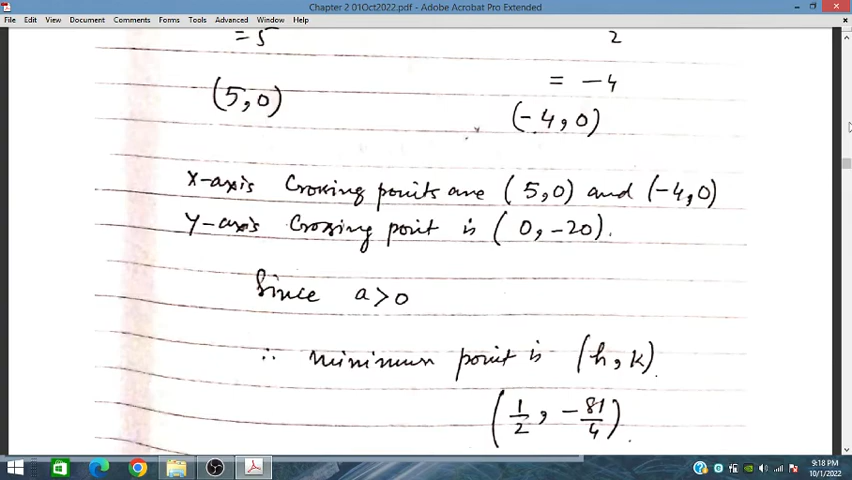 Chapter 2 01Oct2022.pdf - Adobe Acrobat Pro Extended
File Edit View Document Comments Forms Tools Advanced Window Help
= 5
2
= -4
(5,0)
(-4,0)
X-axis Crossing points are (5,0) and (-4,0)
Y-axis Crossing point is (0,-20).
Since a>0
∴ minimum point is (h,k).
(1/2, -81/4).
9:18 PM
10/1/2022